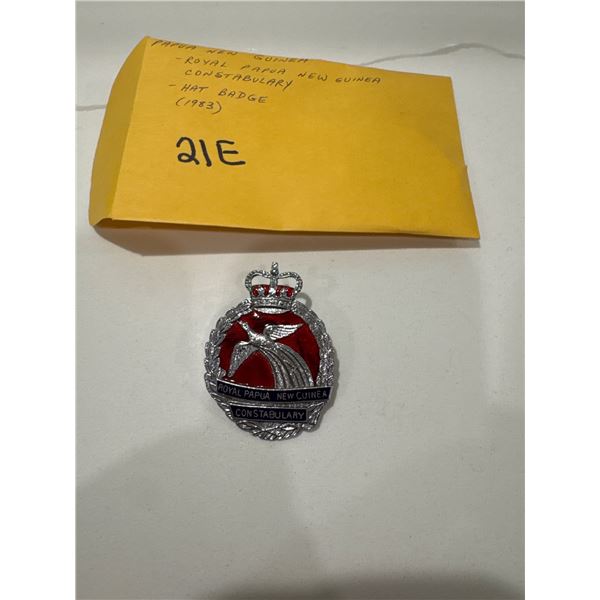 PAPUA NEW GUINEA
- ROYAL PAPUA NEW GUINEA
CONSTABULARY
- HAT BADGE
(1983)
21E
ROYAL PAPUA NEW GUINEA
CONSTABULARY